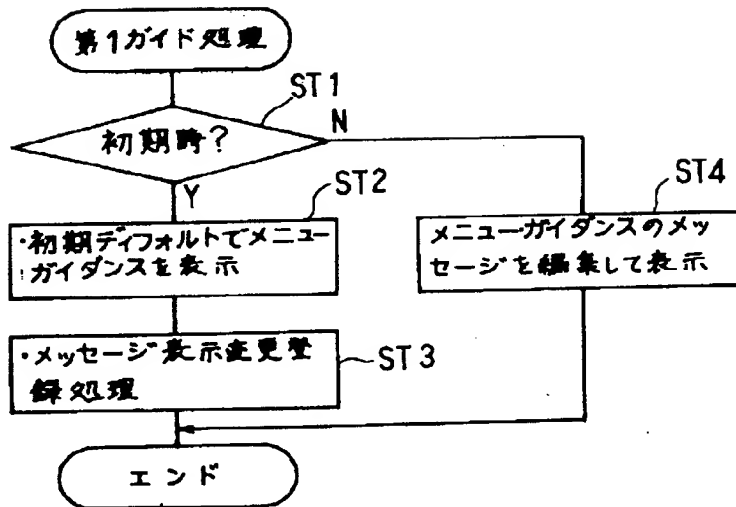 第1ガイド処理
ST1
初期時?
N
Y
ST2
・初期ディフォルトでメニュー
ガイダンスを表示
ST4
メニューガイダンスのメッ
セージを編集して表示
・メッセージ表示変更登
録処理
ST3
エンド